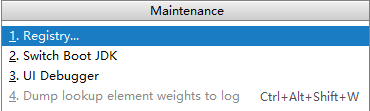 Maintenance
1. Registry...
2. Switch Boot JDK
3. UI Debugger
4. Dump lookup element weights to log Ctrl+Alt+Shift+W